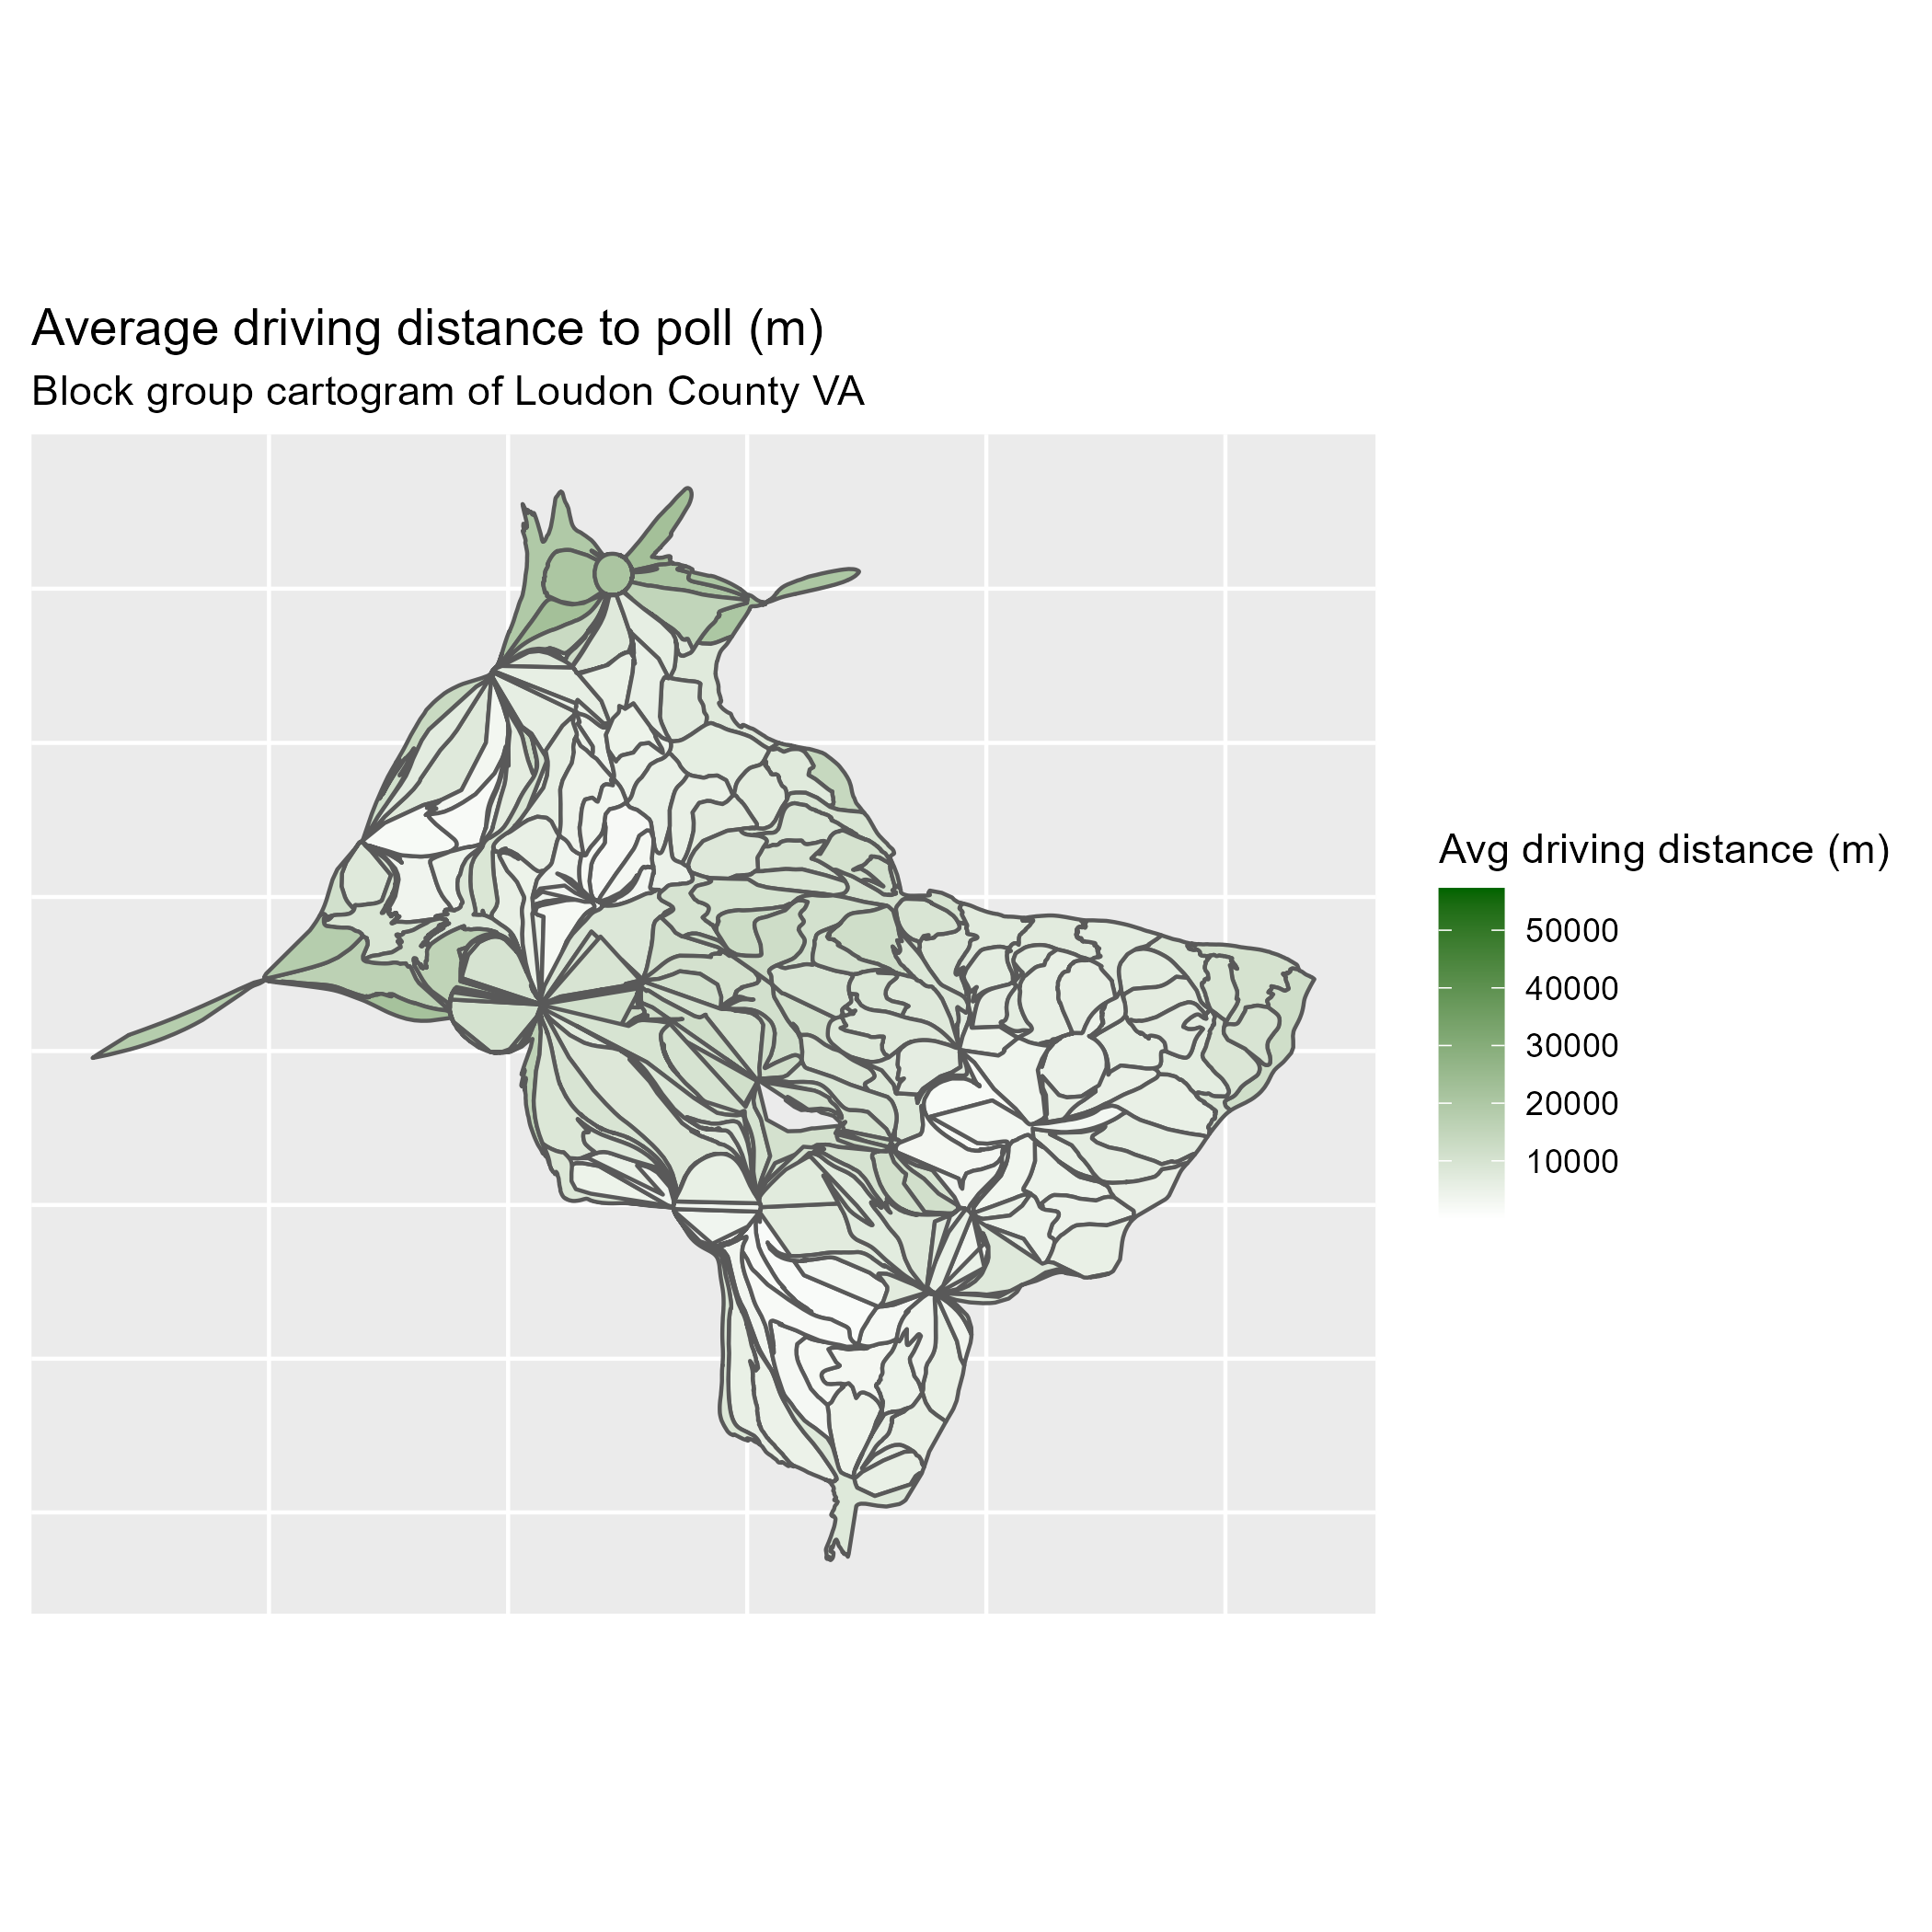 Average driving distance to poll (m)
Block group cartogram of Loudon County VA
Avg driving distance (m)
50000
40000
30000
20000
10000